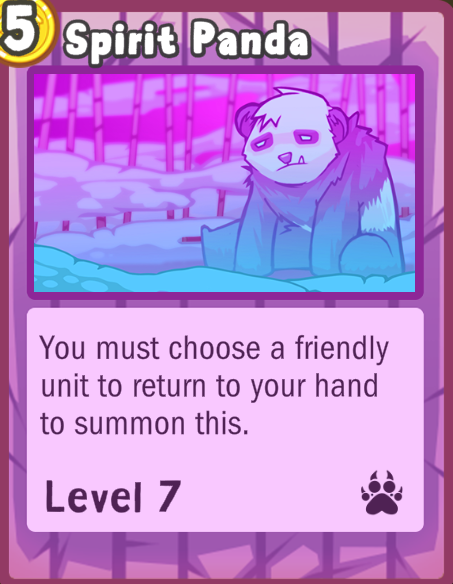 5
Spirit Panda
You must choose a friendly
unit to return to your hand
to summon this.
Level 7